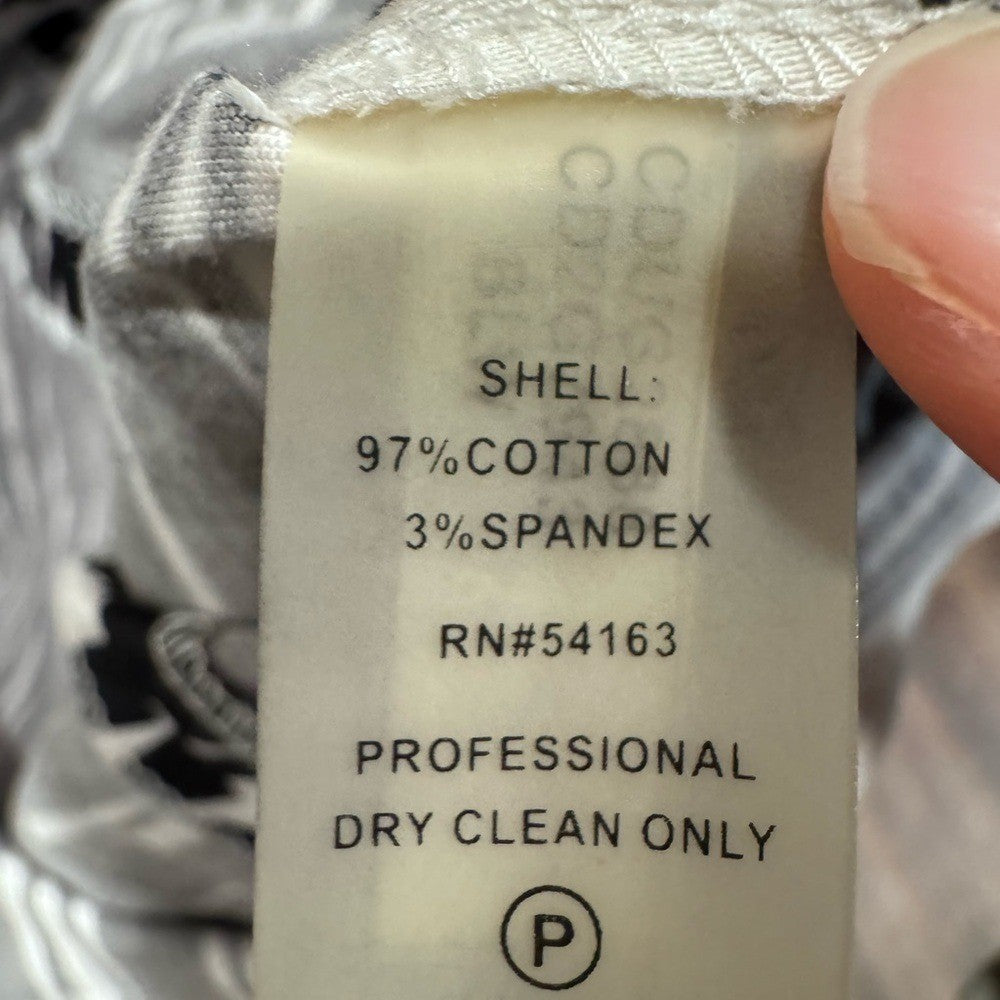 SHELL:
97%COTTON
3%SPANDEX
RN#54163
PROFESSIONAL
DRY CLEAN ONLY
P